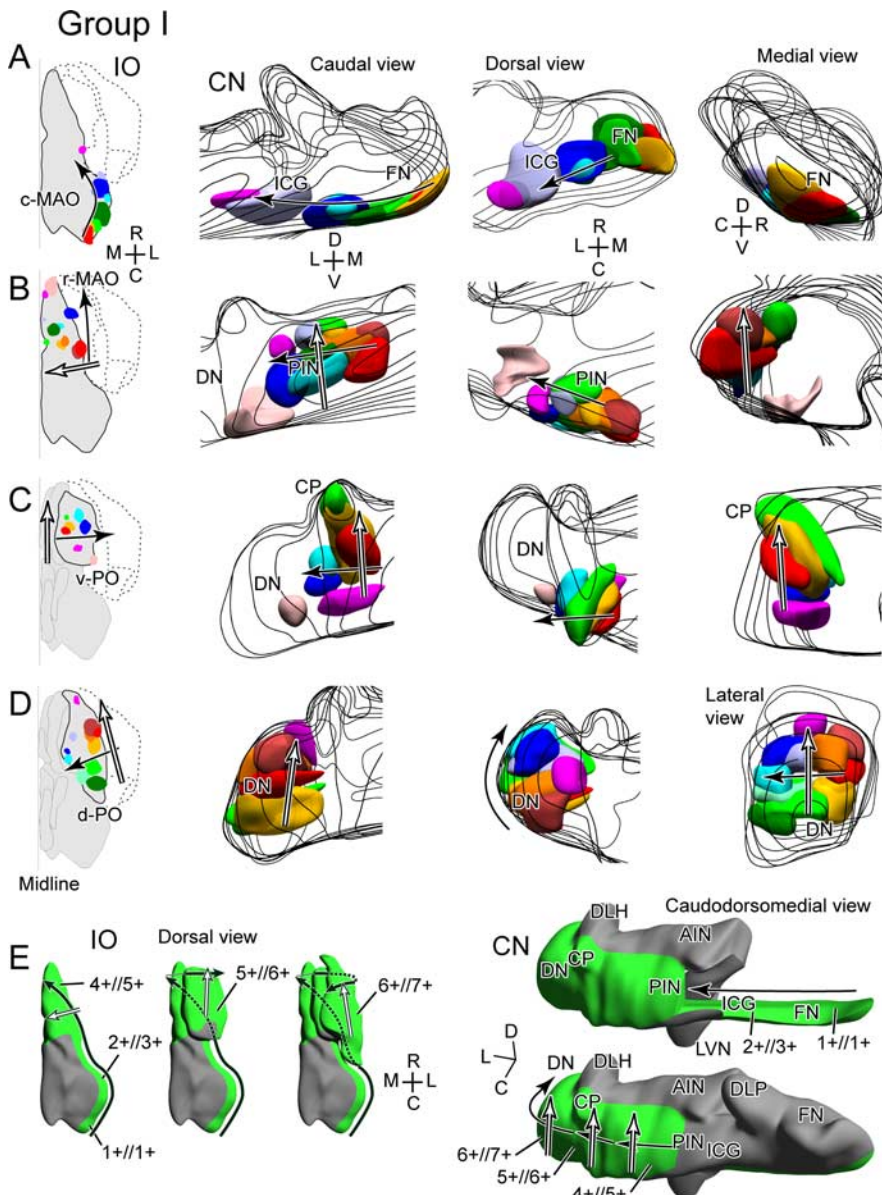 Group I
A
IO
c-MAO
R
M L
C
CN
Caudal view
ICG
FN
D
L M
V
Dorsal view
ICG
FN
R
L M
C
Medial view
FN
D
C R
V
B
r-MAO
DN
PIN
PIN
C
v-PO
CP
DN
DN
CP
D
d-PO
Midline
DN
DN
Lateral view
DN
E
IO
Dorsal view
4+//5+
2+//3+
1+//1+
5+//6+
6+//7+
R
M L
C
CN
Caudodorsomedial view
DLH
AIN
DN
CP
PIN
ICG
FN
LVN
2+//3+
1+//1+
D
L
C
DN
DLH
CP
AIN
DLP
FN
PIN
ICG
6+//7+
5+//6+
4+//5+